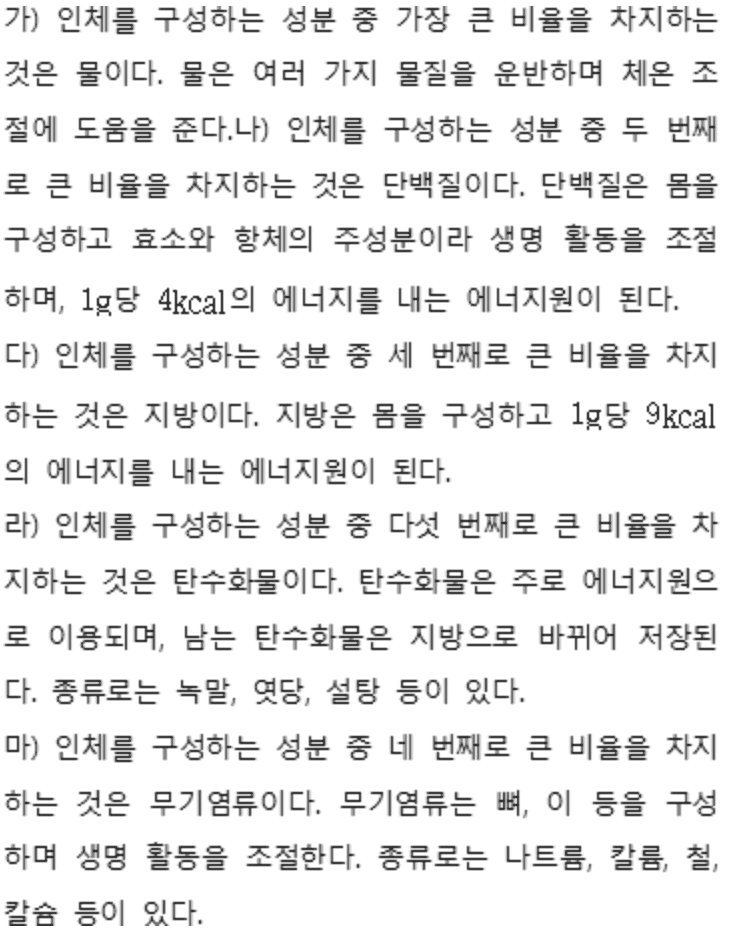 가) 인체를 구성하는 성분 중 가장 큰 비율을 차지하는
것은 물이다. 물은 여러 가지 물질을 운반하며 체온 조
절에 도움을 준다.나) 인체를 구성하는 성분 중 두 번째
로 큰 비율을 차지하는 것은 단백질이다. 단백질은 몸을
구성하고 효소와 항체의 주성분이라 생명 활동을 조절
하며, 1g당 4kcal의 에너지를 내는 에너지원이 된다.
다) 인체를 구성하는 성분 중 세 번째로 큰 비율을 차지
하는 것은 지방이다. 지방은 몸을 구성하고 1g당 9kcal
의 에너지를 내는 에너지원이 된다.
라) 인체를 구성하는 성분 중 다섯 번째로 큰 비율을 차
지하는 것은 탄수화물이다. 탄수화물은 주로 에너지원으
로 이용되며, 남는 탄수화물은 지방으로 바뀌어 저장된
다. 종류로는 녹말, 엿당, 설탕 등이 있다.
마) 인체를 구성하는 성분 중 네 번째로 큰 비율을 차지
하는 것은 무기염류이다. 무기염류는 뼈, 이 등을 구성
하며 생명 활동을 조절한다. 종류로는 나트륨, 칼륨, 철,
칼슘 등이 있다.